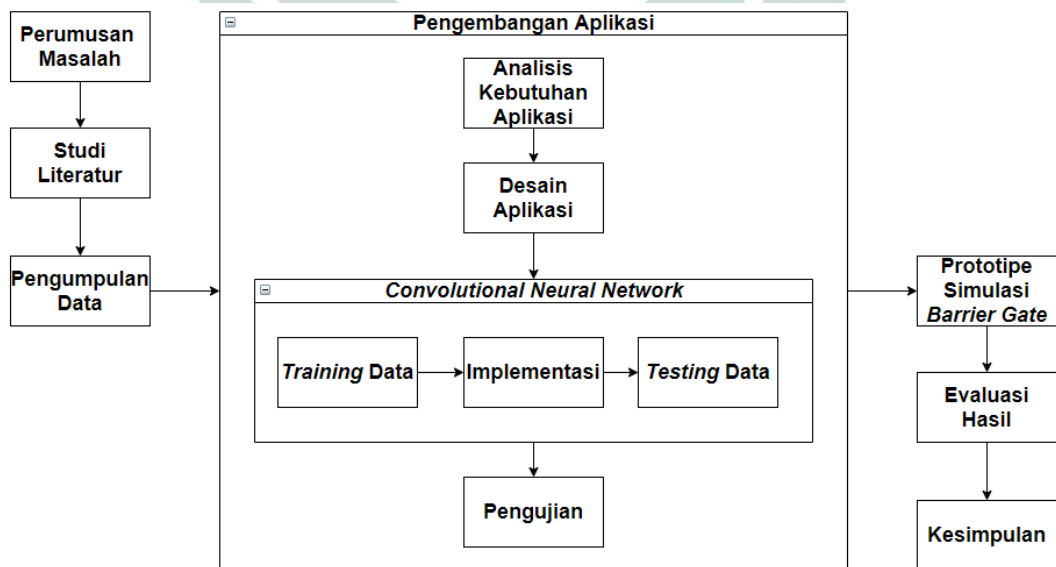 Perumusan
Masalah
Studi
Literatur
Pengumpulan
Data
Pengembangan Aplikasi
Analisis
Kebutuhan
Aplikasi
Desain
Aplikasi
Convolutional Neural Network
Training Data
Implementasi
Testing Data
Pengujian
Prototipe
Simulasi
Barrier Gate
Evaluasi
Hasil
Kesimpulan